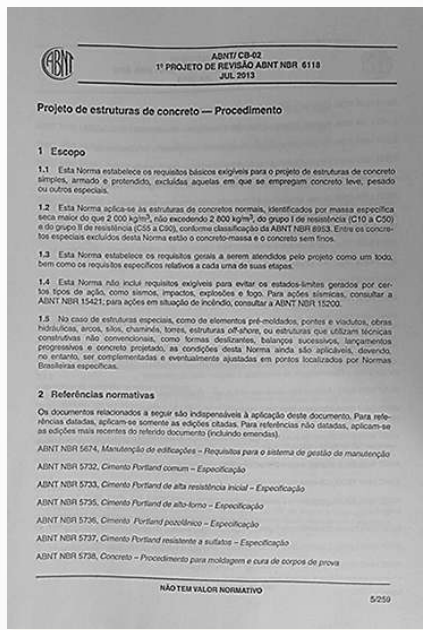 ABNT
ABNT/ CB-02
1º PROJETO DE REVISÃO ABNT NBR 6118
JUL 2013
Projeto de estruturas de concreto — Procedimento
1 Escopo
1.1 Esta Norma estabelece os requisitos básicos exigíveis para o projeto de estruturas de concreto
simples, armado e protendido, excluídas aquelas em que se empregam concreto leve, pesado
ou outros especiais.
1.2 Esta Norma aplica-se às estruturas de concretos normais, identificados por massa específica
seca maior do que 2 000 kg/m³, não excedendo 2 800 kg/m³, do grupo I de resistência (C10 a C50)
e do grupo II de resistência (C55 a C90), conforme classificação da ABNT NBR 8953. Entre os concre-
tos especiais excluídos desta Norma estão o concreto-massa e o concreto sem finos.
1.3 Esta Norma estabelece os requisitos gerais a serem atendidos pelo projeto como um todo,
bem como os requisitos específicos relativos a cada uma de suas etapas.
1.4 Esta Norma não inclui requisitos exigíveis para evitar os estados-limites gerados por cer-
tos tipos de ação, como sismos, impactos, explosões e fogo. Para ações sísmicas, consultar a
ABNT NBR 15421; para ações em situação de incêndio, consultar a ABNT NBR 15200.
1.5 No caso de estruturas especiais, como de elementos pré-moldados, pontes e viadutos, obras
hidráulicas, arcos, silos, chaminés, torres, estruturas off-shore, ou estruturas que utilizam técnicas
construtivas não convencionais, como formas deslizantes, balanços sucessivos, lançamentos
progressivos e concreto projetado, as condições desta Norma ainda são aplicáveis, devendo,
no entanto, ser complementadas e eventualmente ajustadas em pontos localizados por Normas
Brasileiras específicas.
2 Referências normativas
Os documentos relacionados a seguir são indispensáveis à aplicação deste documento. Para refe-
rências datadas, aplicam-se somente as edições citadas. Para referências não datadas, aplicam-se
as edições mais recentes do referido documento (incluindo emendas).
ABNT NBR 5674, Manutenção de edificações – Requisitos para o sistema de gestão de manutenção
ABNT NBR 5732, Cimento Portland comum – Especificação
ABNT NBR 5733, Cimento Portland de alta resistência inicial – Especificação
ABNT NBR 5735, Cimento Portland de alto-forno – Especificação
ABNT NBR 5736, Cimento Portland pozolânico – Especificação
ABNT NBR 5737, Cimento Portland resistente a sulfatos – Especificação
ABNT NBR 5738, Concreto – Procedimento para moldagem e cura de corpos de prova
NÃO TEM VALOR NORMATIVO
5/259